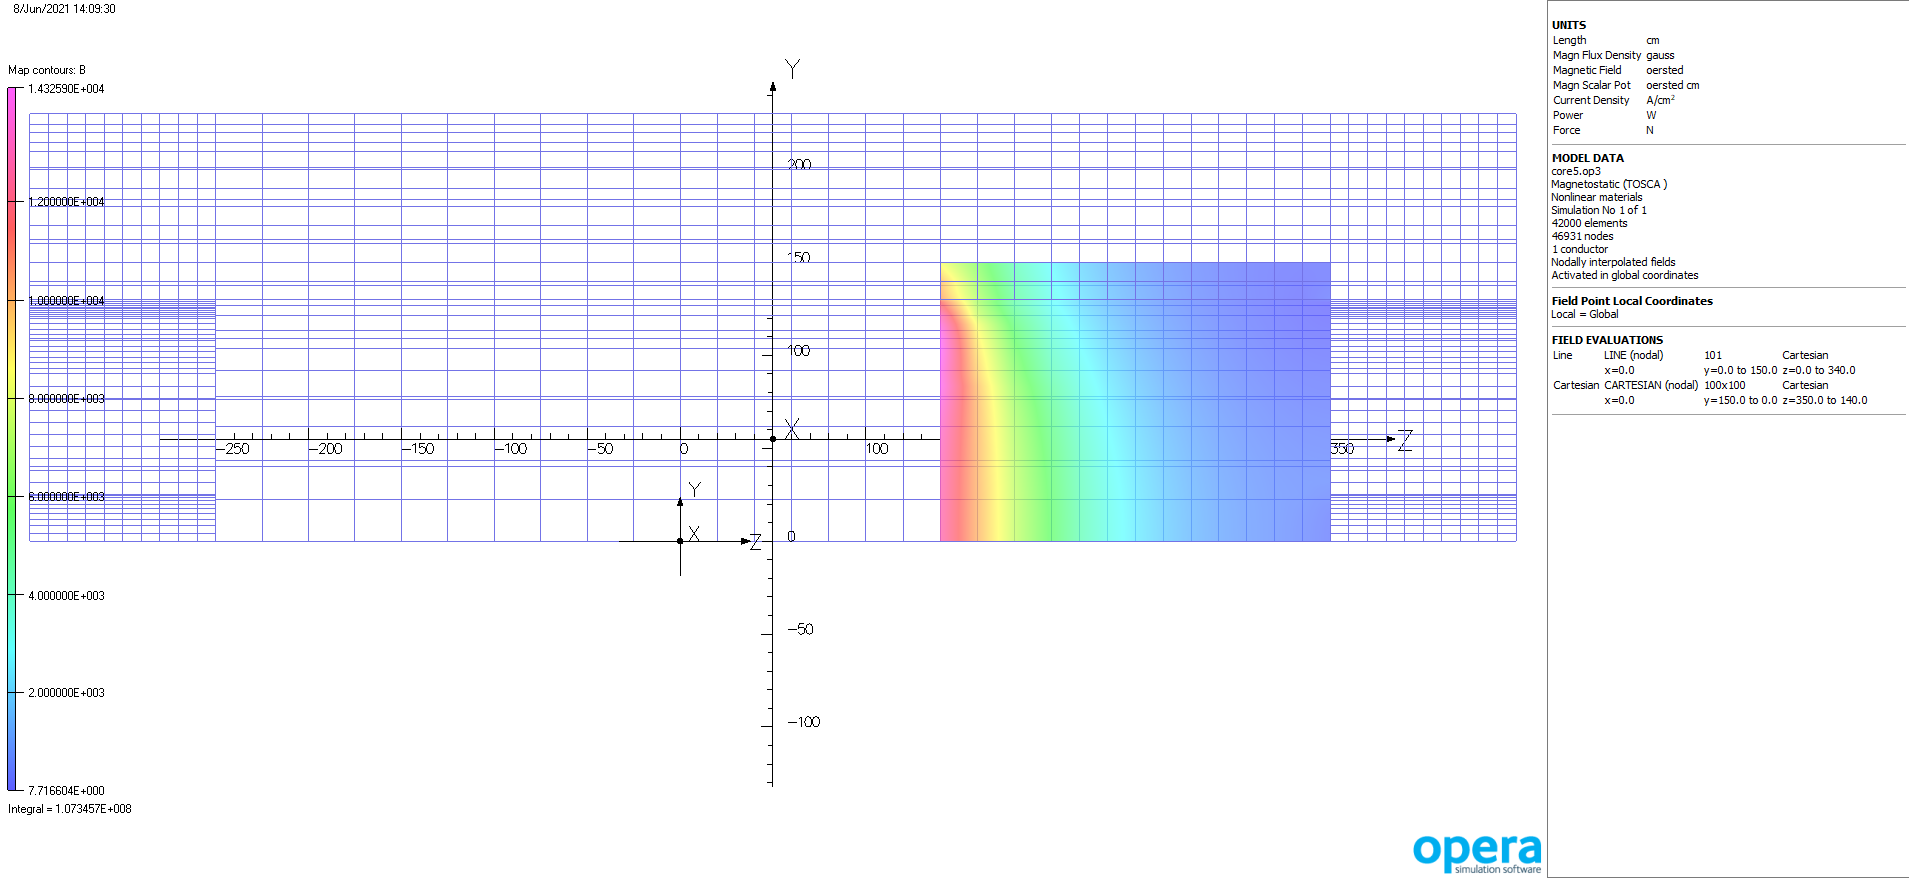 8/Jun/2021 14:09:30
Map contours: B
1.432590E+004
1.200000E+004
1.000000E+004
8.000000E+003
6.000000E+003
4.000000E+003
2.000000E+003
7.716604E+000
Integral = 1.073457E+008
Y
200
150
100
X
-250
-200
-150
-100
-50
0
100
350
Z
Y
X
Z
0
-50
-100
opera
simulation software
UNITS
Length cm
Magn Flux Density gauss
Magnetic Field oersted
Magn Scalar Pot oersted cm
Current Density A/cm²
Power W
Force N
MODEL DATA
core5.op3
Magnetostatic (TOSCA )
Nonlinear materials
Simulation No 1 of 1
42000 elements
46931 nodes
1 conductor
Nodally interpolated fields
Activated in global coordinates
Field Point Local Coordinates
Local = Global
FIELD EVALUATIONS
Line LINE (nodal) 101 Cartesian
x=0.0 y=0.0 to 150.0 z=0.0 to 340.0
Cartesian CARTESIAN (nodal) 100x100 Cartesian
x=0.0 y=150.0 to 0.0 z=350.0 to 140.0